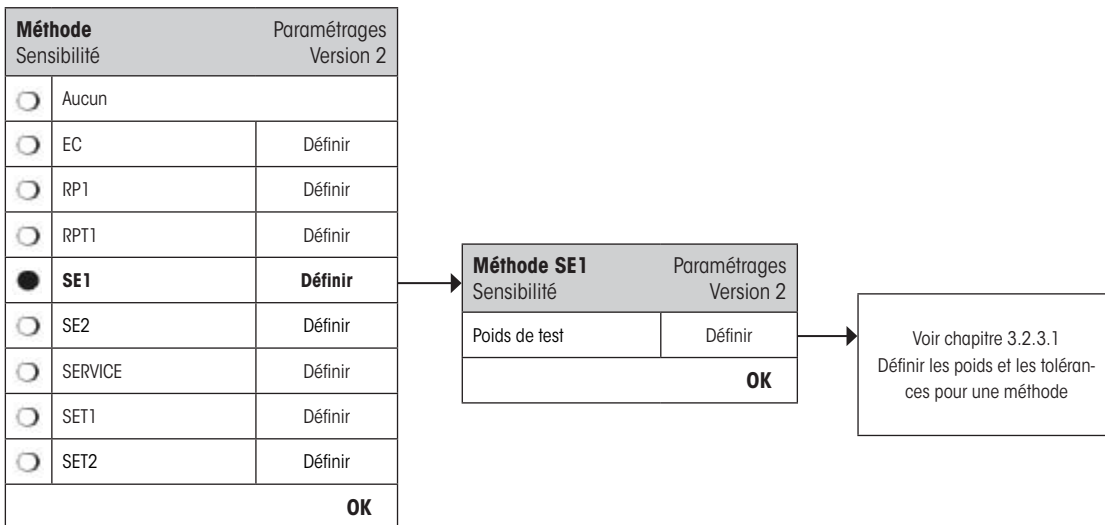 Méthode Paramétrages
Sensibilité Version 2
Aucun
EC Définir
RP1 Définir
RPT1 Définir
SE1 Définir
SE2 Définir
SERVICE Définir
SET1 Définir
SET2 Définir
OK
Méthode SE1 Paramétrages
Sensibilité Version 2
Poids de test Définir
OK
Voir chapitre 3.2.3.1
Définir les poids et les toléran-
ces pour une méthode